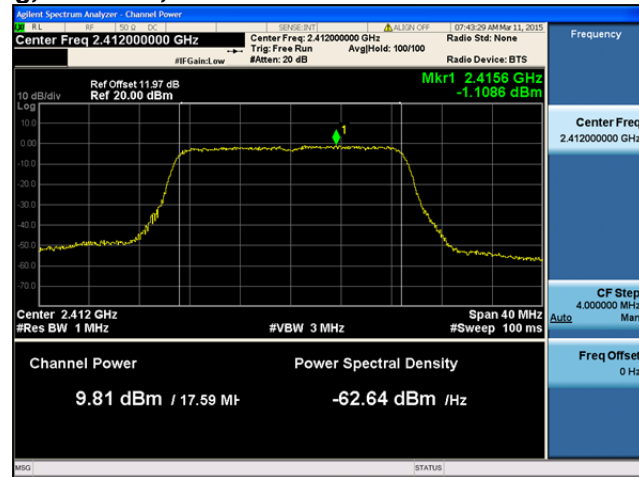 Agilent Spectrum Analyzer - Channel Power
RL RF 50 Ω DC SENSE:INT ALIGN OFF 07:43:29 AM Mar 11, 2015
Center Freq 2.412000000 GHz
Center Freq: 2.412000000 GHz
Radio Std: None
Trig: Free Run Avg|Hold: 100/100
#IFGain:Low #Atten: 20 dB Radio Device: BTS
Mkr1 2.4156 GHz
-1.1086 dBm
Ref Offset 11.97 dB
10 dB/div Ref 20.00 dBm
Log
10.0
0.00
-10.0
-20.0
-30.0
-40.0
-50.0
-60.0
-70.0
1
Center 2.412 GHz Span 40 MHz
#Res BW 1 MHz #VBW 3 MHz #Sweep 100 ms
Channel Power Power Spectral Density
9.81 dBm / 17.59 MH -62.64 dBm /Hz
MSG STATUS
Frequency
Center Freq
2.412000000 GHz
CF Step
4.000000 MHz
Auto Man
Freq Offset
0 Hz